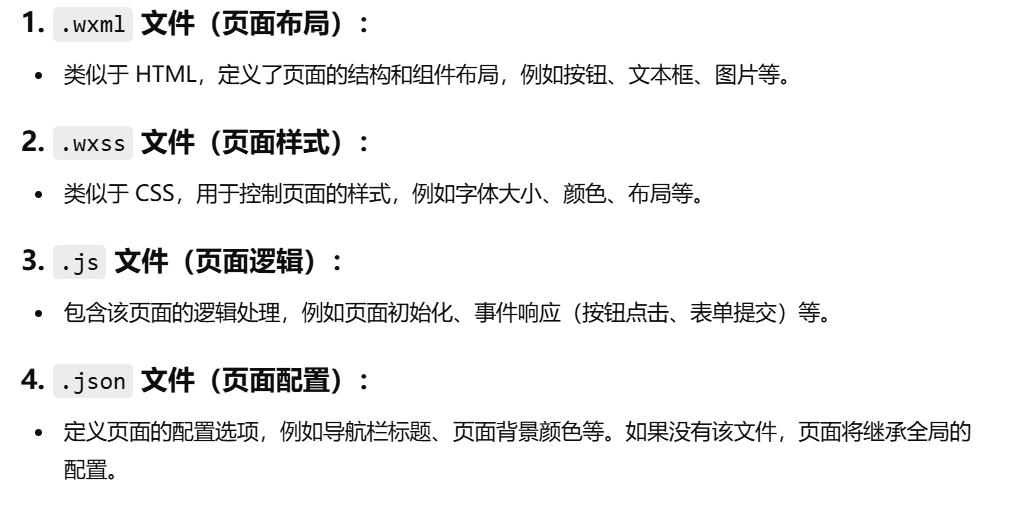 1. .wxml 文件（页面布局）：
• 类似于 HTML，定义了页面的结构和组件布局，例如按钮、文本框、图片等。
2. .wxss 文件（页面样式）：
• 类似于 CSS，用于控制页面的样式，例如字体大小、颜色、布局等。
3. .js 文件（页面逻辑）：
• 包含该页面的逻辑处理，例如页面初始化、事件响应（按钮点击、表单提交）等。
4. .json 文件（页面配置）：
• 定义页面的配置选项，例如导航栏标题、页面背景颜色等。如果没有该文件，页面将继承全局的
配置。